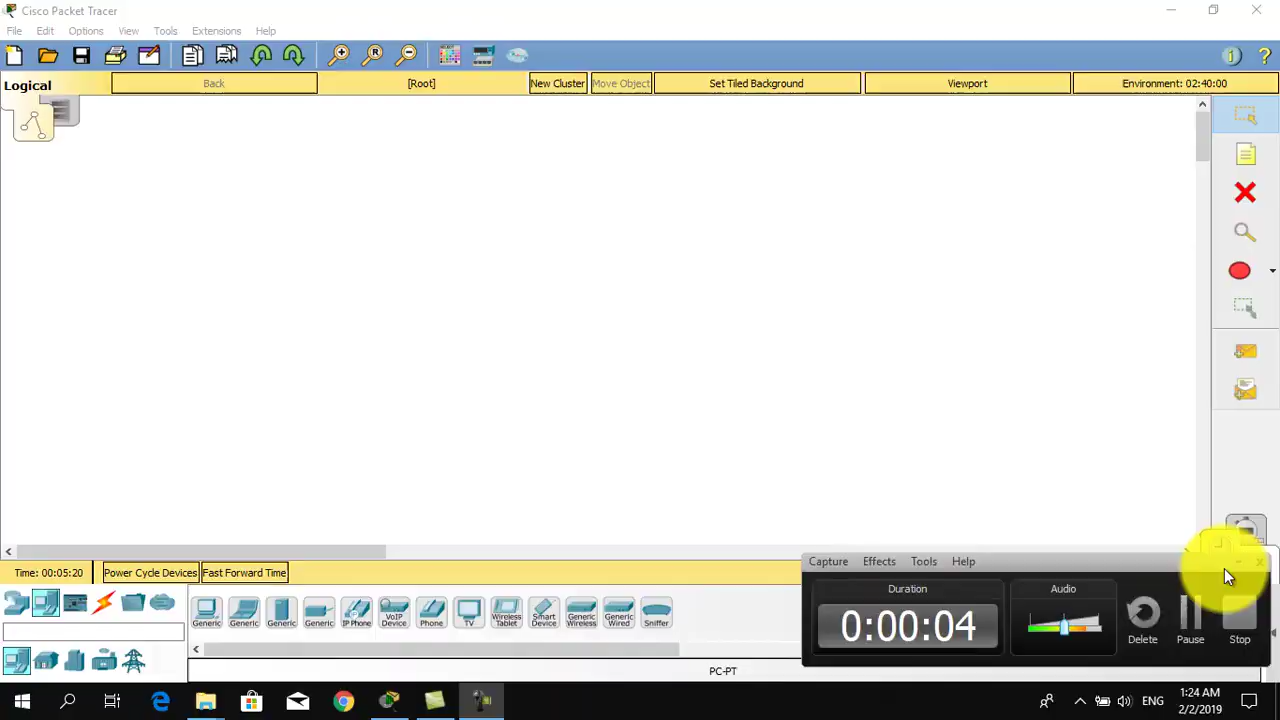 Cisco Packet Tracer
File Edit Options View Tools Extensions Help
Logical Back [Root] New Cluster Move Object Set Tiled Background Viewport Environment: 02:40:00
Time: 00:05:20 Power Cycle Devices Fast Forward Time
Generic Generic Generic Generic IP Phone VoIP Device Phone TV Wireless Tablet Smart Device Generic Wireless Generic Wired Sniffer
PC-PT
Capture Effects Tools Help
Duration Audio
0:00:04
Delete Pause Stop
ENG
1:24 AM
2/2/2019